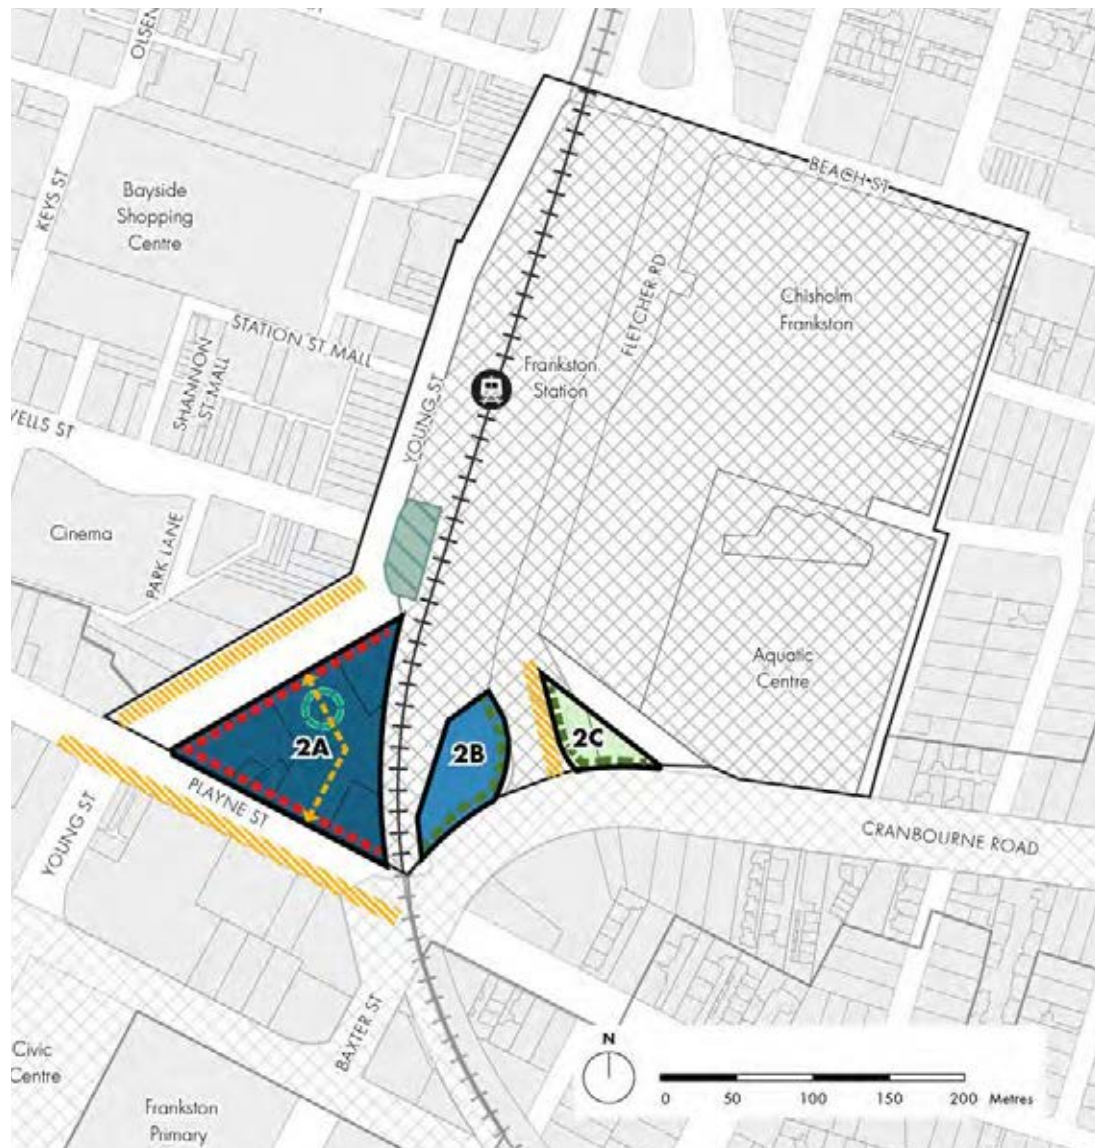 OLSEN
BEACH ST
KEYS ST
Bayside
Shopping
Centre
FLETCHER RD
Chisholm
Frankston
STATION ST MALL
SHANNON
ST MALL
Frankston
Station
YOUNG ST
WELLS ST
Cinema
PARK LANE
Aquatic
Centre
2A
2B
2C
PLAYNE ST
YOUNG ST
CRANBOURNE ROAD
BAXTER ST
Civic
Centre
Frankston
Primary
N
0 50 100 150 200 Metres